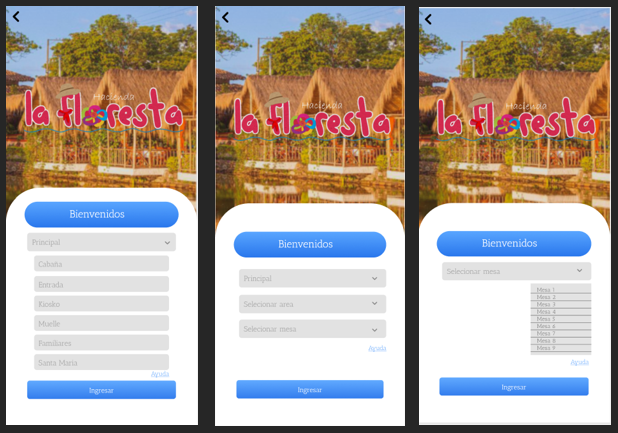 Hacienda
la Floresta
Bienvenidos
Principal
Cabaña
Entrada
Kiosko
Muelle
Familiares
Santa Maria
Ayuda
Ingresar
Hacienda
la Floresta
Bienvenidos
Principal
Selecionar area
Selecionar mesa
Ayuda
Ingresar
Hacienda
la Floresta
Bienvenidos
Selecionar mesa
Mesa 1
Mesa 2
Mesa 3
Mesa 4
Mesa 5
Mesa 6
Mesa 7
Mesa 8
Mesa 9
Ayuda
Ingresar